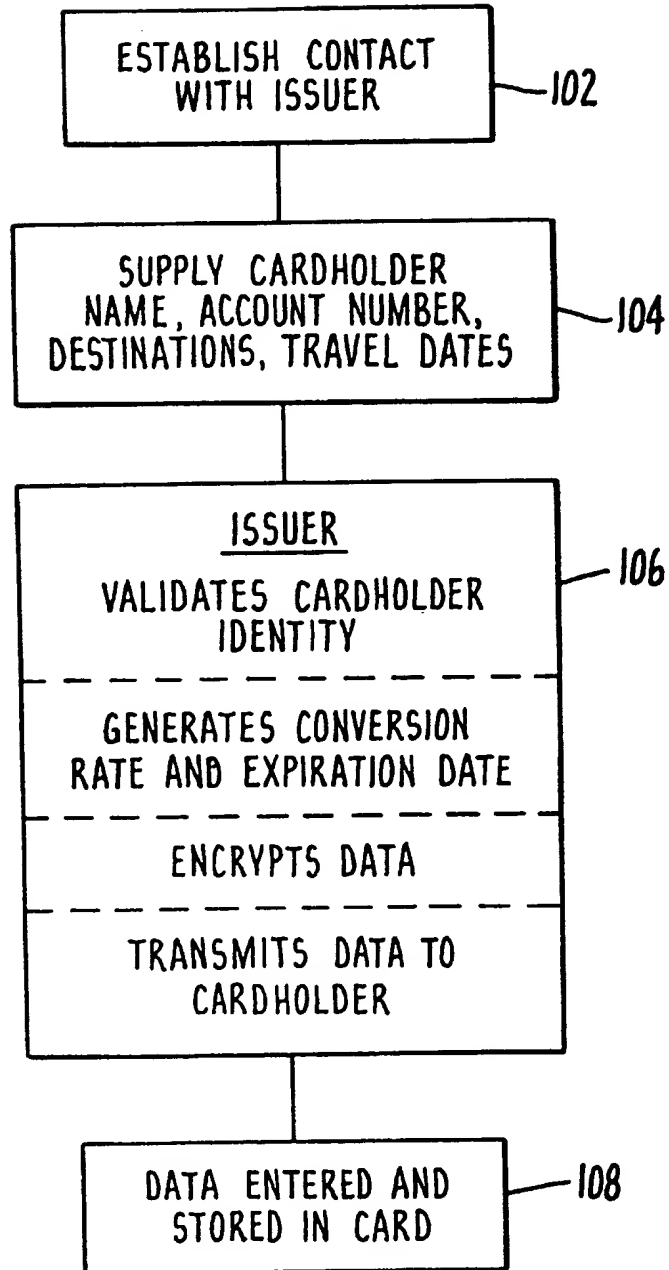 ESTABLISH CONTACT
WITH ISSUER
102
SUPPLY CARDHOLDER
NAME, ACCOUNT NUMBER,
DESTINATIONS, TRAVEL DATES
104
ISSUER
VALIDATES CARDHOLDER
IDENTITY
106
GENERATES CONVERSION
RATE AND EXPIRATION DATE
ENCRYPTS DATA
TRANSMITS DATA TO
CARDHOLDER
DATA ENTERED AND
STORED IN CARD
108